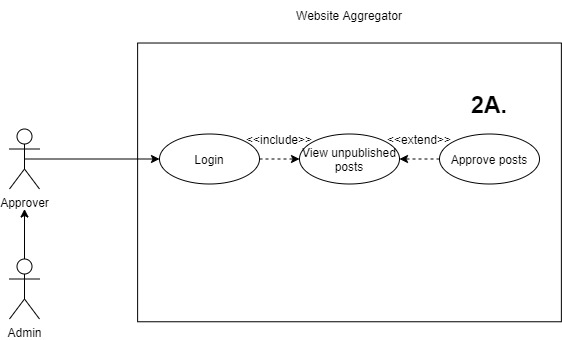 Website Aggregator
2A.
<<include>>
<<extend>>
Login
View unpublished
posts
Approve posts
Approver
Admin